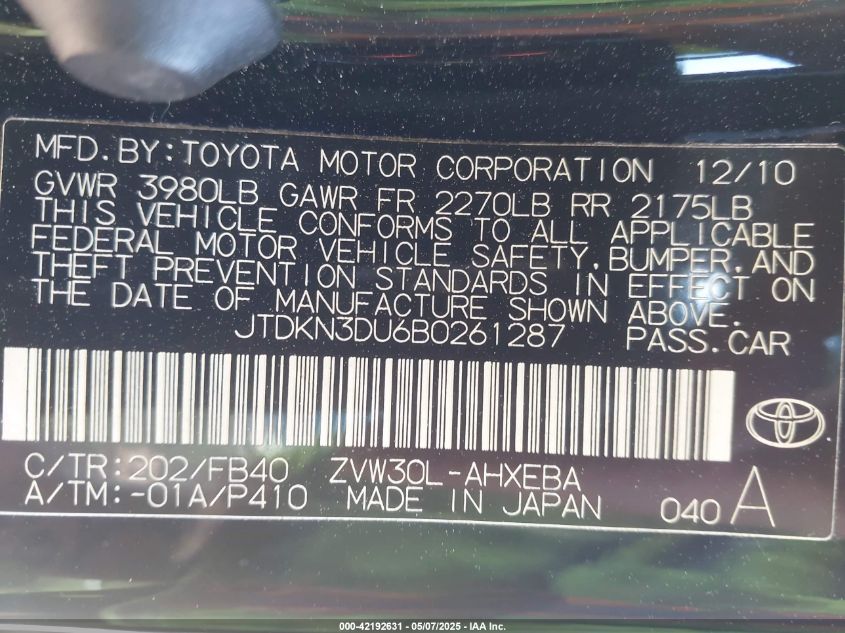 MFD.BY:TOYOTA MOTOR CORPORATION 12/10
GVWR 3980LB GAWR FR 2270LB RR 2175LB
THIS VEHICLE CONFORMS TO ALL APPLICABLE
FEDERAL MOTOR VEHICLE SAFETY,BUMPER,AND
THEFT PREVENTION STANDARDS IN EFFECT ON
THE DATE OF MANUFACTURE SHOWN ABOVE.
JTDKN3DU6B0261287 PASS.CAR
C/TR:202/FB40 ZVW30L-AHXEBA
A/TM:-01A/P410 MADE IN JAPAN 040 A
000-42192631 - 05/07/2025 - IAA Inc.